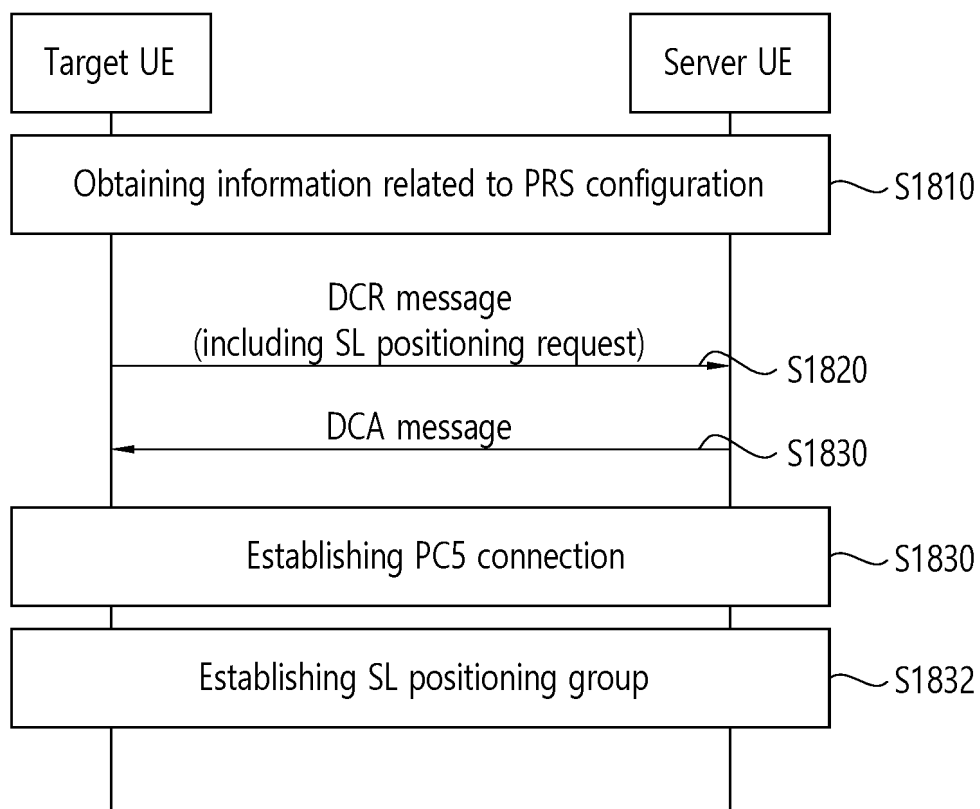 Target UE
Server UE
Obtaining information related to PRS configuration
S1810
DCR message
(including SL positioning request)
S1820
DCA message
S1830
Establishing PC5 connection
S1830
Establishing SL positioning group
S1832